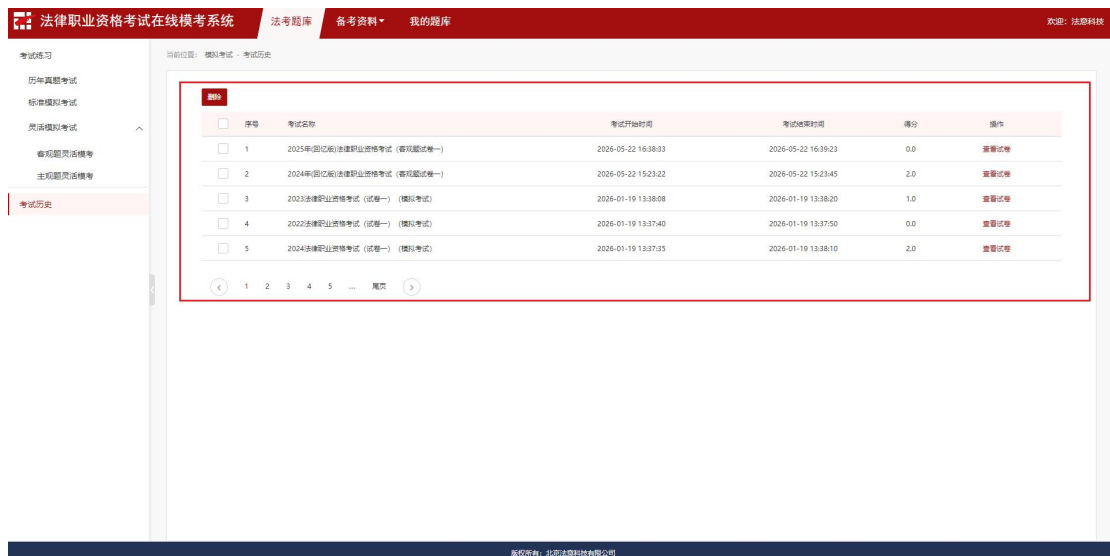 法律职业资格考试在线模考系统 法考题库 备考资料 我的题库 欢迎：法意科技
考试练习
历年真题考试
标准模拟考试
灵活模拟考试
客观题灵活模考
主观题灵活模考
考试历史
当前位置： 模拟考试 - 考试历史
删除
序号 考试名称 考试开始时间 考试结束时间 得分 操作
1 2025年(回忆版)法律职业资格考试（客观题试卷一） 2026-05-22 16:38:33 2026-05-22 16:39:23 0.0 查看试卷
2 2024年(回忆版)法律职业资格考试（客观题试卷一） 2026-05-22 15:23:22 2026-05-22 15:23:45 2.0 查看试卷
3 2023法律职业资格考试（试卷一）（模拟考试） 2026-01-19 13:38:08 2026-01-19 13:38:20 1.0 查看试卷
4 2022法律职业资格考试（试卷一）（模拟考试） 2026-01-19 13:37:40 2026-01-19 13:37:50 0.0 查看试卷
5 2024法律职业资格考试（试卷一）（模拟考试） 2026-01-19 13:37:35 2026-01-19 13:38:10 2.0 查看试卷
1 2 3 4 5 ... 尾页
版权所有：北京法意科技有限公司